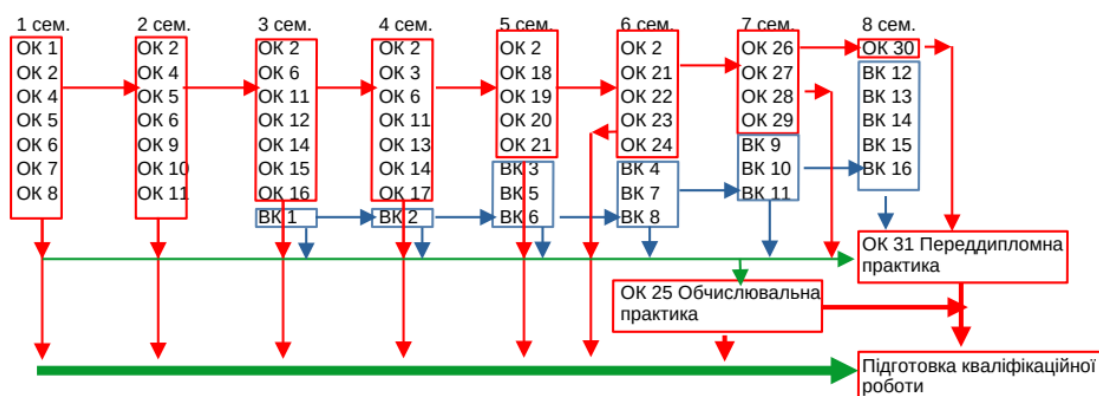 1 сем.
ОК 1
ОК 2
ОК 4
ОК 5
ОК 6
ОК 7
ОК 8
2 сем.
ОК 2
ОК 4
ОК 5
ОК 6
ОК 9
ОК 10
ОК 11
3 сем.
ОК 2
ОК 6
ОК 11
ОК 12
ОК 14
ОК 15
ОК 16
ВК 1
4 сем.
ОК 2
ОК 3
ОК 6
ОК 11
ОК 13
ОК 14
ОК 17
ВК 2
5 сем.
ОК 2
ОК 18
ОК 19
ОК 20
ОК 21
ВК 3
ВК 5
ВК 6
6 сем.
ОК 2
ОК 21
ОК 22
ОК 23
ОК 24
ВК 4
ВК 7
ВК 8
7 сем.
ОК 26
ОК 27
ОК 28
ОК 29
ВК 9
ВК 10
ВК 11
8 сем.
ОК 30
ВК 12
ВК 13
ВК 14
ВК 15
ВК 16
ОК 31 Переддипломна
практика
ОК 25 Обчислювальна
практика
Підготовка кваліфікаційної
роботи